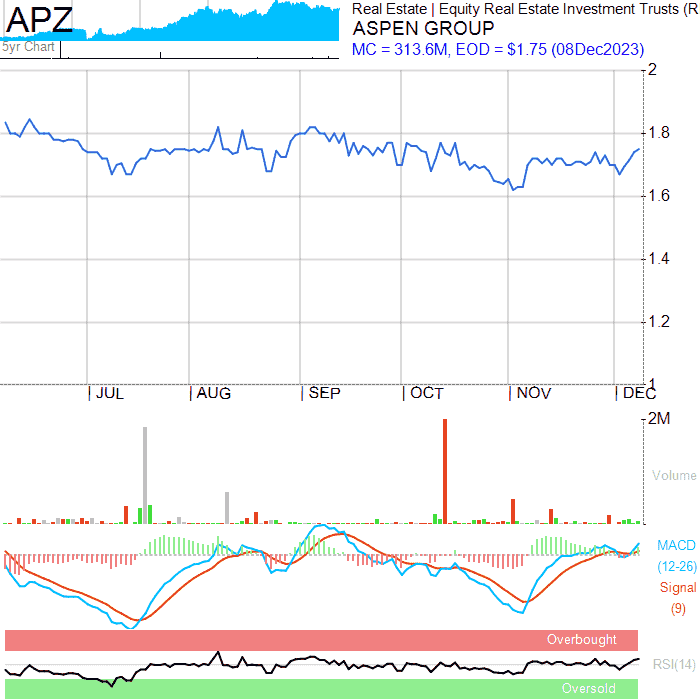 APZ
5yr Chart
Real Estate | Equity Real Estate Investment Trusts (R
ASPEN GROUP
MC = 313.6M, EOD = $1.75 (08Dec2023)
2
1.8
1.6
1.4
1.2
1
JUL AUG SEP OCT NOV DEC
2M
Volume
MACD
(12-26)
Signal
(9)
Overbought
RSI(14)
Oversold